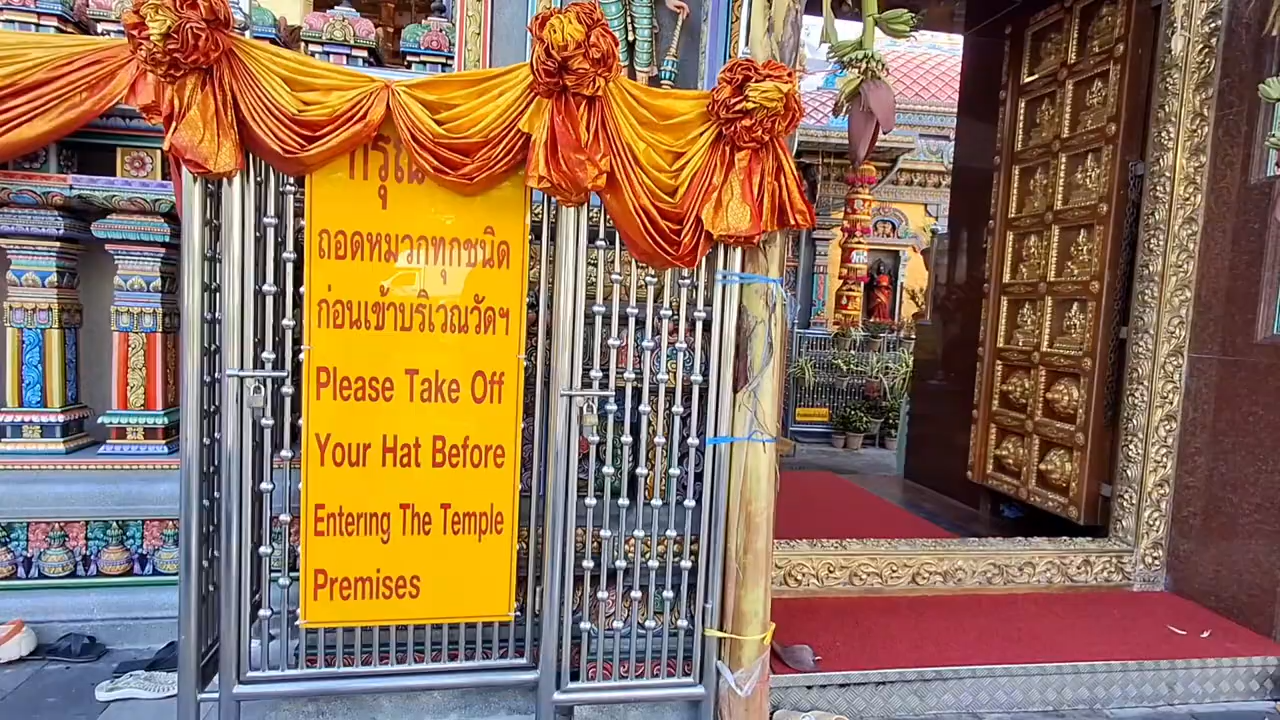 ถอดหมวกทุกชนิด
ก่อนเข้าบริเวณวัดฯ
Please Take Off
Your Hat Before
Entering The Temple
Premises